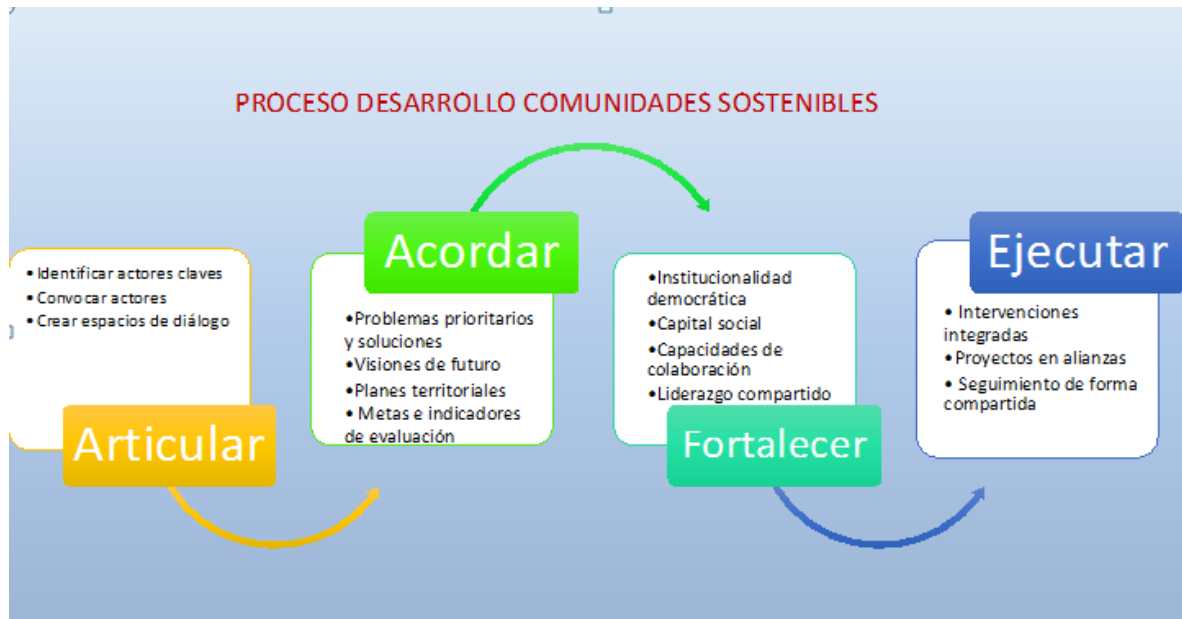 PROCESO DESARROLLO COMUNIDADES SOSTENIBLES
• Identificar actores claves
• Convocar actores
• Crear espacios de diálogo
Articular
Acordar
•Problemas prioritarios
y soluciones
•Visiones de futuro
•Planes territoriales
• Metas e indicadores
de evaluación
•Institucionalidad
democrática
•Capital social
•Capacidades de
colaboración
•Liderazgo compartido
Fortalecer
Ejecutar
• Intervenciones
integradas
•Proyectos en alianzas
• Seguimiento de forma
compartida